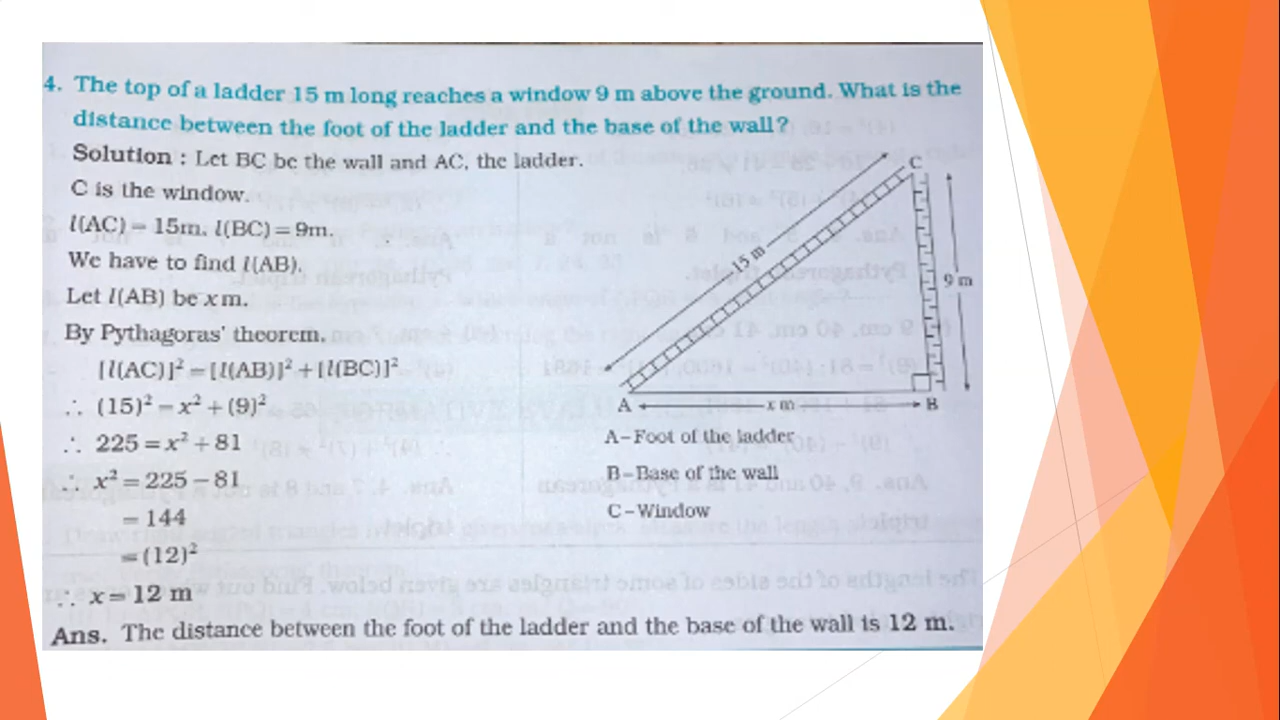 4. The top of a ladder 15 m long reaches a window 9 m above the ground. What is the
distance between the foot of the ladder and the base of the wall?
Solution : Let BC be the wall and AC, the ladder.
C is the window.
l(AC) = 15m. l(BC) = 9m.
We have to find l(AB).
Let l(AB) be x m.
By Pythagoras' theorem.
[l(AC)]² = [l(AB)]² + [l(BC)]²
∴ (15)² = x² + (9)²
∴ 225 = x² + 81
∴ x² = 225 – 81
= 144
= (12)²
∴ x = 12 m
Ans. The distance between the foot of the ladder and the base of the wall is 12 m.
C
15 m
9 m
A x m B
A – Foot of the ladder
B – Base of the wall
C – Window